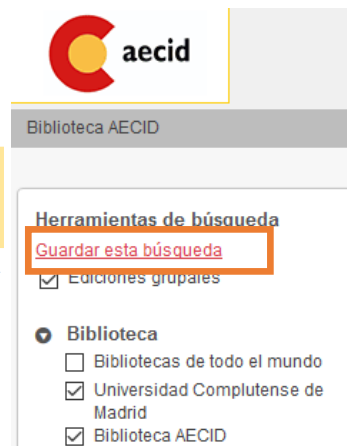 aecid
Biblioteca AECID
Herramientas de búsqueda
Guardar esta búsqueda
Ediciones grupales
Biblioteca
Bibliotecas de todo el mundo
Universidad Complutense de
Madrid
Biblioteca AECID